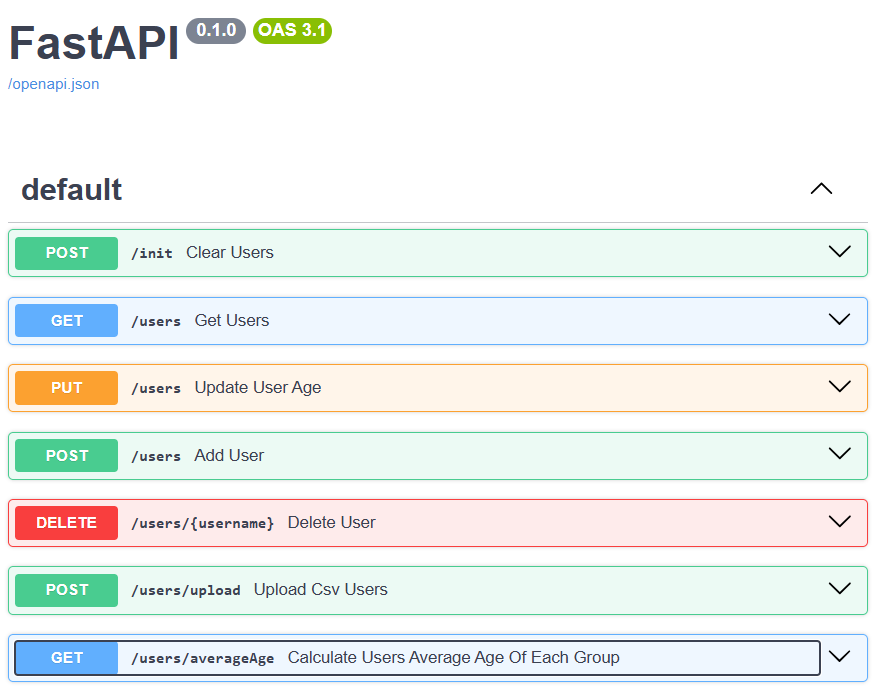 FastAPI 0.1.0 OAS 3.1
/openapi.json
default
POST /init Clear Users
GET /users Get Users
PUT /users Update User Age
POST /users Add User
DELETE /users/{username} Delete User
POST /users/upload Upload Csv Users
GET /users/averageAge Calculate Users Average Age Of Each Group